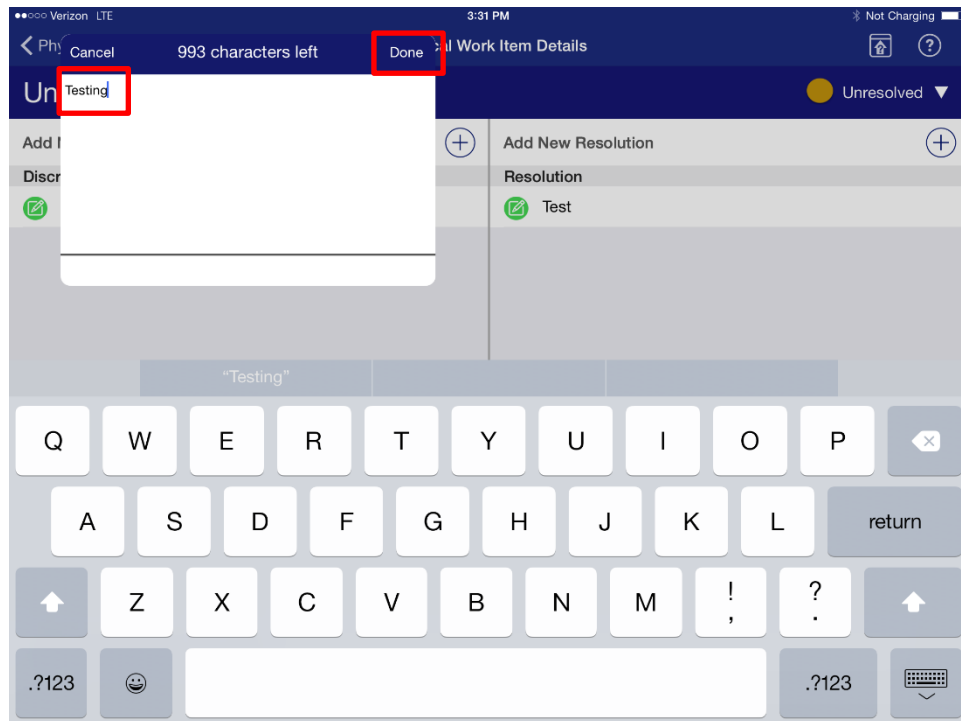 Verizon LTE 3:31 PM Not Charging
Phy al Work Item Details ?
Cancel 993 characters left Done
Un Unresolved
Testing
Add Add New Resolution
Discr Resolution
Test
"Testing"
Q W E R T Y U I O P
A S D F G H J K L return
Z X C V B N M ! , ? .
.?123 .?123